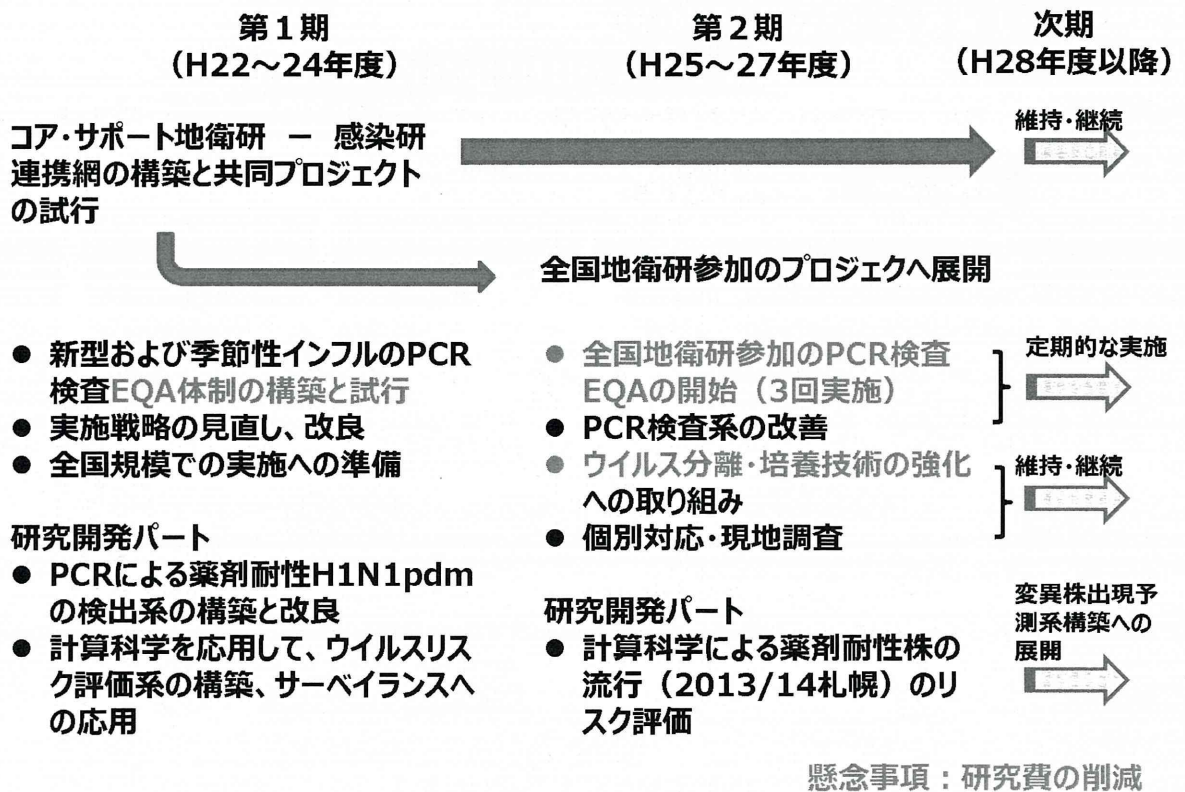 第1期
(H22～24年度)
第2期
(H25～27年度)
次期
(H28年度以降)
コア・サポート地衛研 － 感染研
連携網の構築と共同プロジェクト
の試行
維持・継続
全国地衛研参加のプロジェクへ展開
● 新型および季節性インフルのPCR
検査EQA体制の構築と試行
● 実施戦略の見直し、改良
● 全国規模での実施への準備
研究開発パート
● PCRによる薬剤耐性H1N1pdm
の検出系の構築と改良
● 計算科学を応用して、ウイルスリス
ク評価系の構築、サーベイランスへ
の応用
● 全国地衛研参加のPCR検査
EQAの開始（3回実施）
● PCR検査系の改善
● ウイルス分離・培養技術の強化
への取り組み
● 個別対応・現地調査
研究開発パート
● 計算科学による薬剤耐性株の
流行（2013/14札幌）のリ
スク評価
定期的な実施
維持・継続
変異株出現予
測系構築への
展開
懸念事項：研究費の削減